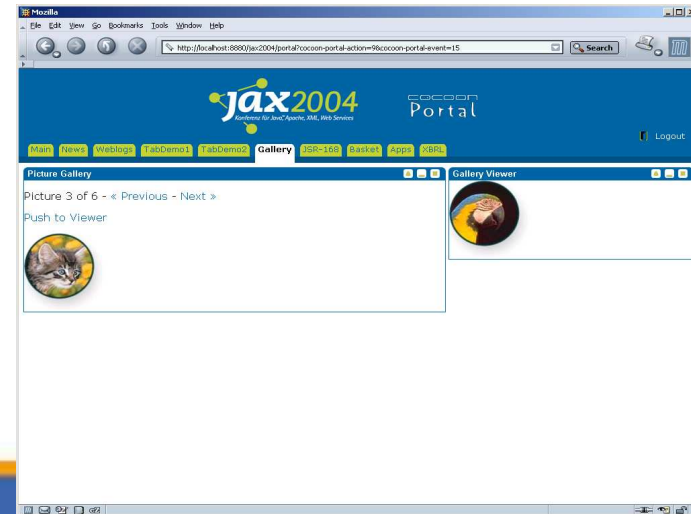 Mozilla
File Edit View Go Bookmarks Tools Window Help
http://localhost:8880/jax2004/portal?cocoon-portal-action=9&cocoon-portal-event=15
Search
jax2004
Konferenz für Java, Apache, XML, Web Services
cocoon
Portal
Logout
Main News Weblogs TabDemo1 TabDemo2 Gallery JSR-168 Basket Apps XBRL
Picture Gallery
Gallery Viewer
Picture 3 of 6 - « Previous - Next »
Push to Viewer